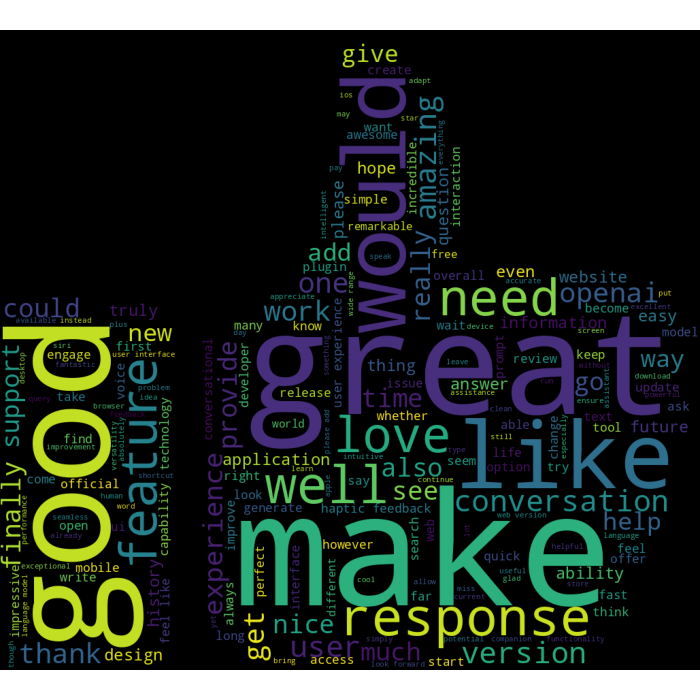 give
create
adapt
ios
may
star
want
awesome
would
amazing
everything
pay
hope
incredible
interaction
intelligent
please
simple
question
remarkable
really
add
speak
free
plugin
wide range
overall
accurate
even
website
one
appreciate
need
openai
become
excellent
put
could
truly
work
user experience
device
information
easy
available
instead
plus
new
many
know
day
something
wait
screen
model
good
siri
first
engage
user interface
fantastic
desktop
voice
conversational
developer
provide
great
thing
leave
prompt
review
keep
without
way
support
feature
problem
idea
take
query
browser
release
issue
time
answer
assistance
run
go
ensure
assistant
powerful
update
clean
please add
world
whether
love
like
text
ask
find
improvement
versatility
absolutely
technology
able
still
tool
future
application
intuitive
also
type
seem
life
option
change
especially
try
finally
come
official
human
shortcut
capability
right
learn
say
well
see
continue
look
apple
conversation
web version
performance
seamless
open
word
generate
haptic feedback
help
already
ui
experience
improve
make
search
web
lot
language
however
quick
helpful
feel
offer
exceptional
mobile
write
history
feel like
impressive
language model
perfect
interface
cool
allow
useful
glad
ability
store
always
different
far
miss
current
fast
nice
response
think
yet
long
get
user
much
simply
potential
companion
functionality
though
thank
design
bring
access
look forward
start
version